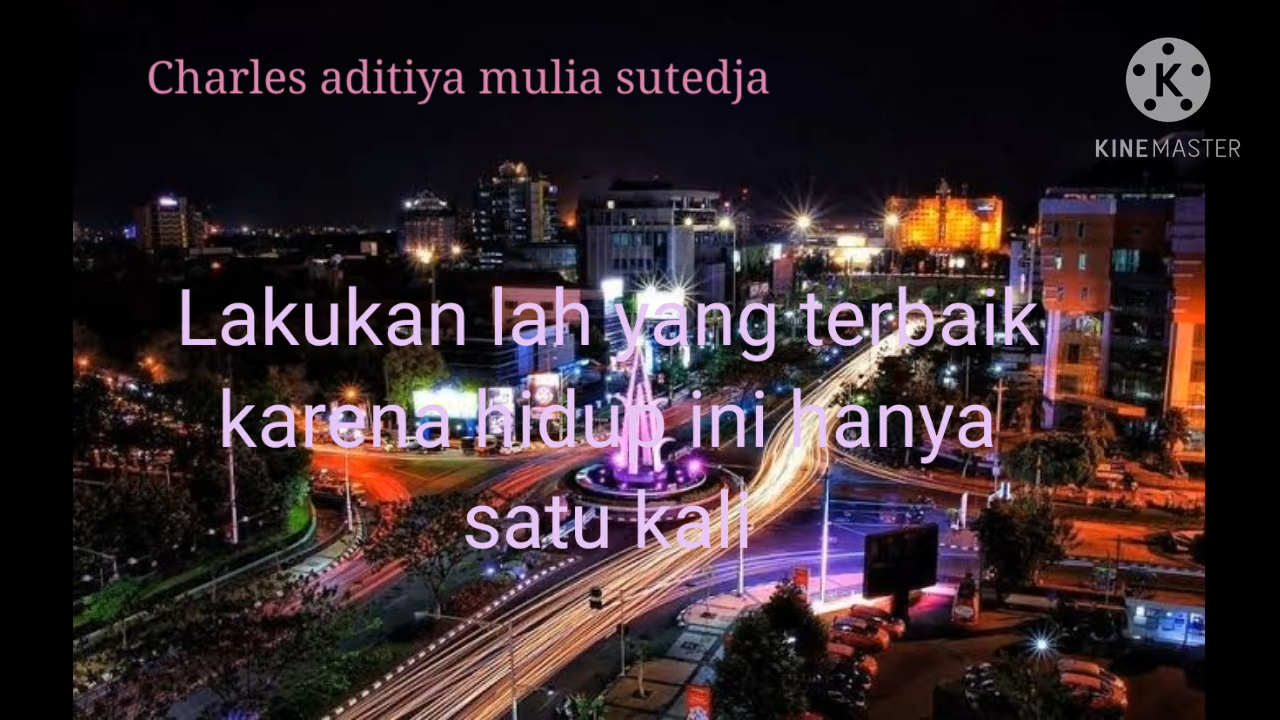 Charles aditiya mulia sutedja
K
KINEMASTER
Lakukan lah yang terbaik
karena hidup ini hanya
satu kali